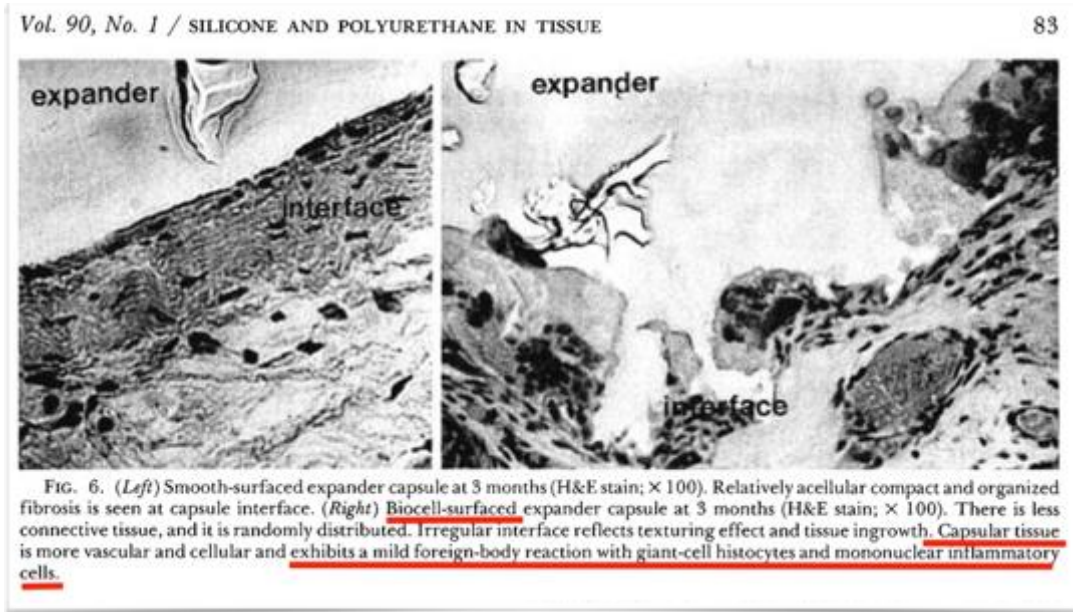 Vol. 90, No. 1 / SILICONE AND POLYURETHANE IN TISSUE 83
expander
expander
interface
interface
FIG. 6. (Left) Smooth-surfaced expander capsule at 3 months (H&E stain; × 100). Relatively acellular compact and organized
fibrosis is seen at capsule interface. (Right) Biocell-surfaced expander capsule at 3 months (H&E stain; × 100). There is less
connective tissue, and it is randomly distributed. Irregular interface reflects texturing effect and tissue ingrowth. Capsular tissue
is more vascular and cellular and exhibits a mild foreign-body reaction with giant-cell histocytes and mononuclear inflammatory
cells.